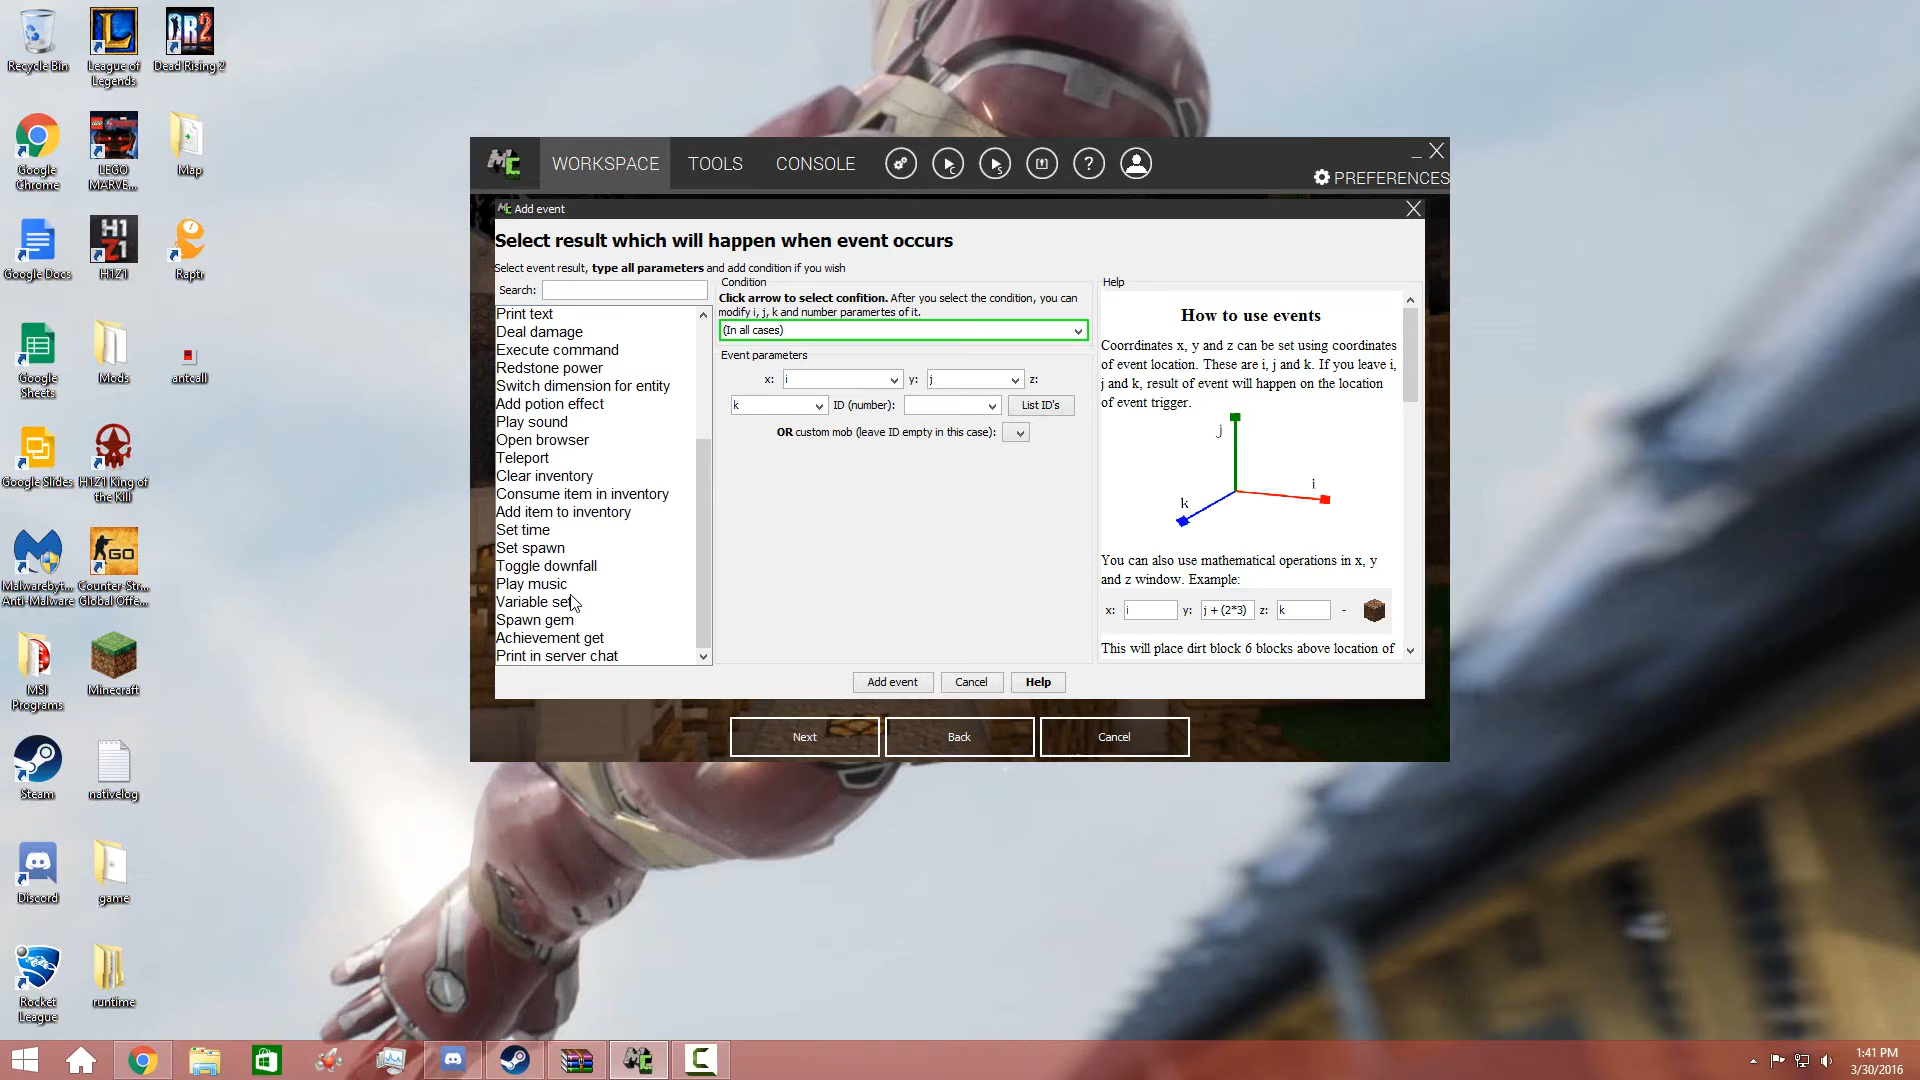 Recycle Bin
League of
Legends
Dead Rising 2
Google
Chrome
LEGO
MARVE...
Map
Google Docs
H1Z1
Raptr
Google
Sheets
Mods
antcall
Google Slides
H1Z1 King of
the Kill
Malwarebyt...
Anti-Malware
Counter-Str...
Global Offe...
MSI
Programs
Minecraft
Steam
nativelog
Discord
game
Rocket
League
runtime
WORKSPACE
TOOLS
CONSOLE
PREFERENCES
Add event
Select result which will happen when event occurs
Select event result, type all parameters and add condition if you wish
Search:
Print text
Deal damage
Execute command
Redstone power
Switch dimension for entity
Add potion effect
Play sound
Open browser
Teleport
Clear inventory
Consume item in inventory
Add item to inventory
Set time
Set spawn
Toggle downfall
Play music
Variable set
Spawn gem
Achievement get
Print in server chat
Condition
Click arrow to select confition. After you select the condition, you can
modify i, j, k and number paramertes of it.
(In all cases)
Event parameters
x: i y: j z:
k ID (number): List ID's
OR custom mob (leave ID empty in this case):
Help
How to use events
Coorrdinates x, y and z can be set using coordinates
of event location. These are i, j and k. If you leave i,
j and k, result of event will happen on the location
of event trigger.
j
i
k
You can also use mathematical operations in x, y
and z window. Example:
x: i y: j + (2*3) z: k -
This will place dirt block 6 blocks above location of
Add event
Cancel
Help
Next
Back
Cancel
1:41 PM
3/30/2016